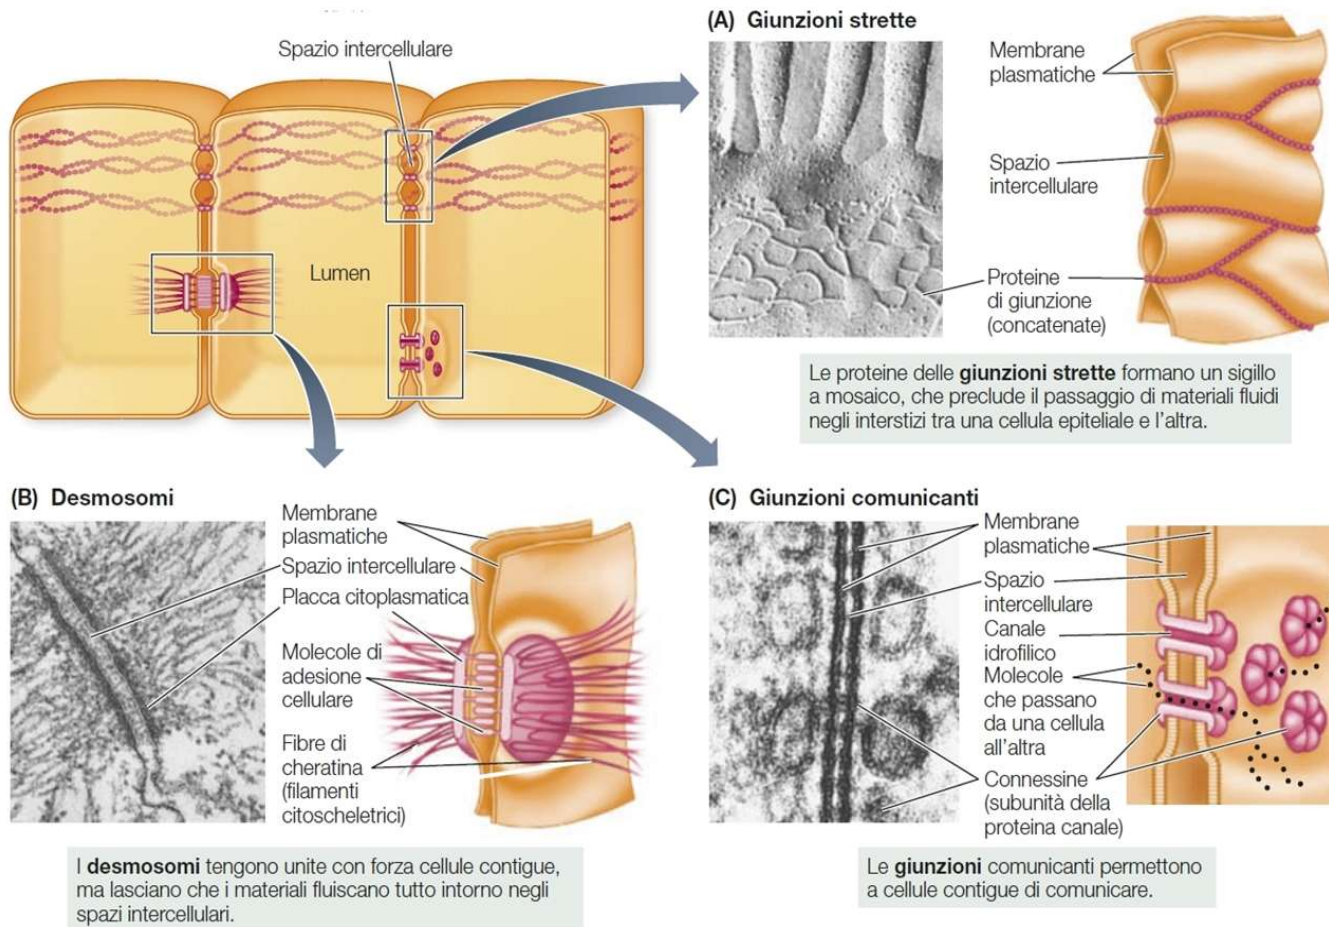 Spazio intercellulare
Lumen
(A) Giunzioni strette
Membrane
plasmatiche
Spazio
intercellulare
Proteine
di giunzione
(concatenate)
Le proteine delle giunzioni strette formano un sigillo
a mosaico, che preclude il passaggio di materiali fluidi
negli interstizi tra una cellula epiteliale e l'altra.
(B) Desmosomi
Membrane
plasmatiche
Spazio intercellulare
Placca citoplasmatica
Molecole di
adesione
cellulare
Fibre di
cheratina
(filamenti
citoscheletrici)
I desmosomi tengono unite con forza cellule contigue,
ma lasciano che i materiali fluiscano tutto intorno negli
spazi intercellulari.
(C) Giunzioni comunicanti
Membrane
plasmatiche
Spazio
intercellulare
Canale
idrofilico
Molecole
che passano
da una cellula
all'altra
Connessine
(subunità della
proteina canale)
Le giunzioni comunicanti permettono
a cellule contigue di comunicare.